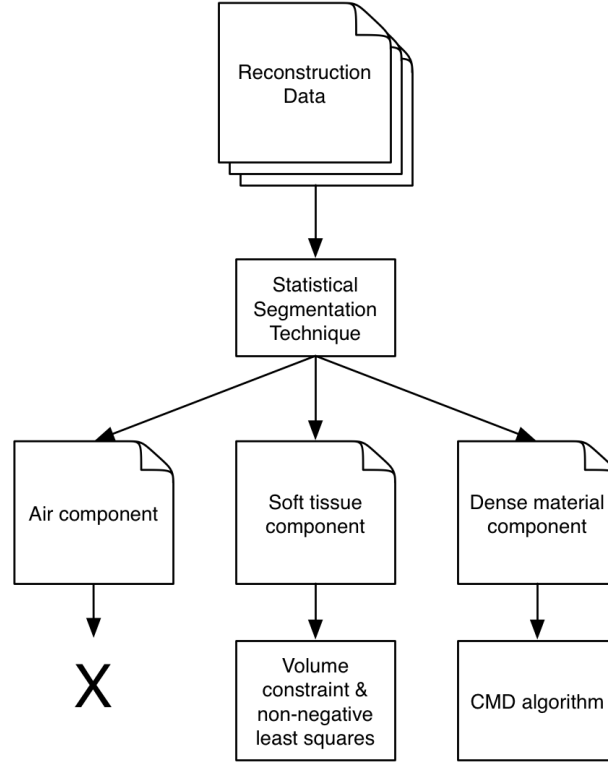 Reconstruction
Data
Statistical
Segmentation
Technique
Air component
Soft tissue
component
Dense material
component
X
Volume
constraint &
non-negative
least squares
CMD algorithm